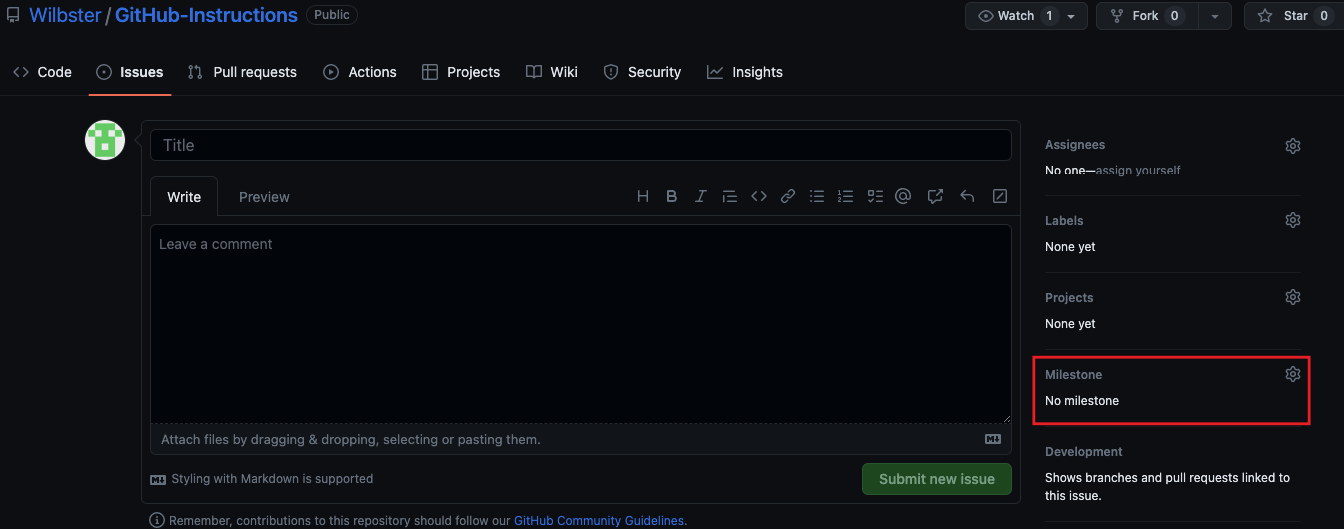 Wilbster / GitHub-Instructions Public Watch 1 Fork 0 Star 0
Code Issues Pull requests Actions Projects Wiki Security Insights
Title
Write Preview
Leave a comment
Attach files by dragging & dropping, selecting or pasting them.
Styling with Markdown is supported
Submit new issue
Remember, contributions to this repository should follow our GitHub Community Guidelines.
Assignees
No one—assign yourself
Labels
None yet
Projects
None yet
Milestone
No milestone
Development
Shows branches and pull requests linked to
this issue.